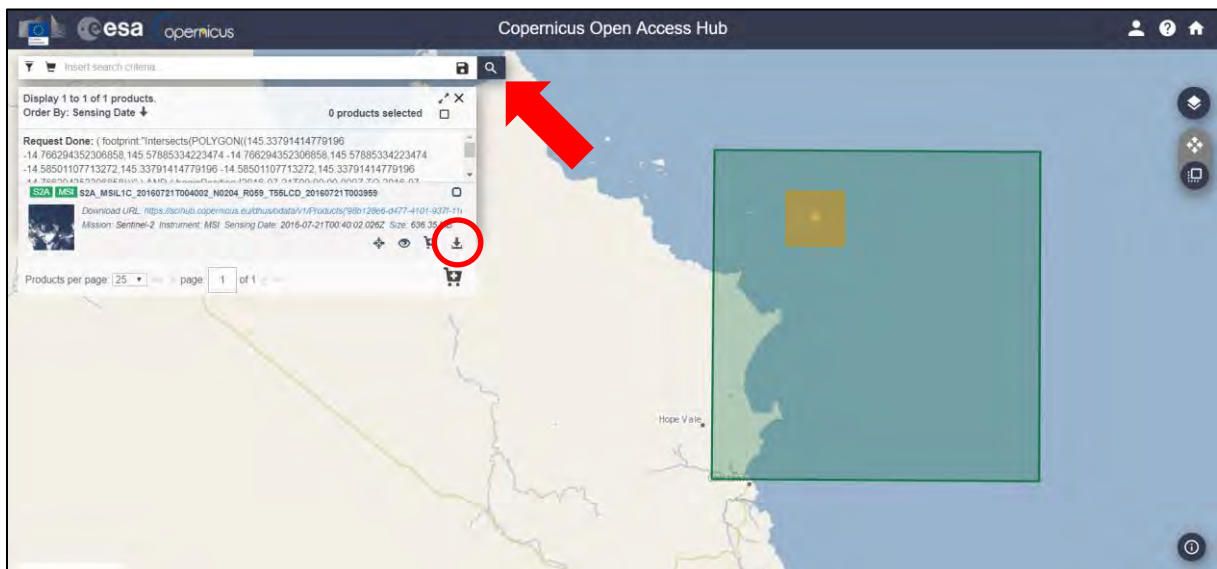 esa opernicus
Copernicus Open Access Hub
Insert search criteria...
Display 1 to 1 of 1 products.
Order By: Sensing Date
0 products selected
Request Done: ( footprint:"Intersects(POLYGON((145.33791414779196
-14.766294352306858,145.57885334223474 -14.766294352306858,145.57885334223474
-14.58501107713272,145.33791414779196 -14.58501107713272,145.33791414779196
S2A MSI S2A_MSIL1C_20160721T004002_N0204_R059_T55LCD_20160721T003959
Download URL: https://scihub.copernicus.eu/dhus/odata/v1/Products('98b128e6-d477-4101-937f-
Mission: Sentinel-2 Instrument: MSI Sensing Date: 2016-07-21T00:40:02.026Z Size: 636.35
Products per page: 25 page: 1 of 1
Hope Vale